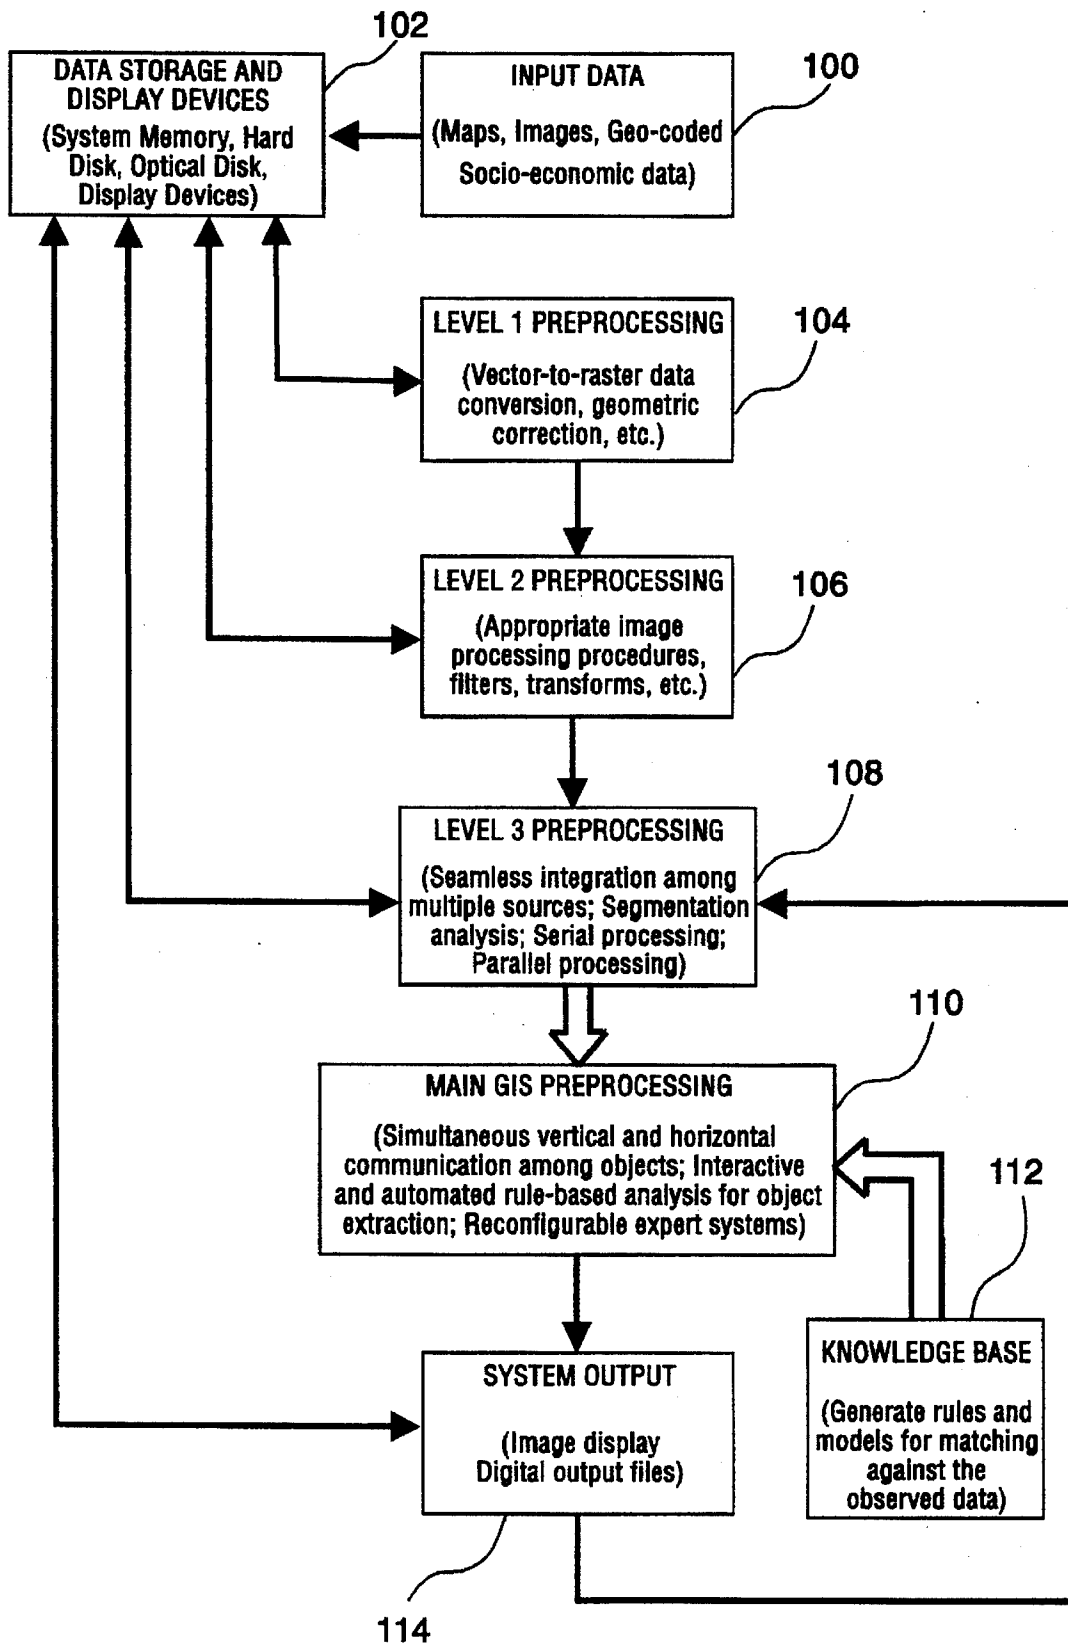 102
DATA STORAGE AND
DISPLAY DEVICES
(System Memory, Hard
Disk, Optical Disk,
Display Devices)
INPUT DATA
(Maps, Images, Geo-coded
Socio-economic data)
100
LEVEL 1 PREPROCESSING
(Vector-to-raster data
conversion, geometric
correction, etc.)
104
LEVEL 2 PREPROCESSING
(Appropriate image
processing procedures,
filters, transforms, etc.)
106
LEVEL 3 PREPROCESSING
(Seamless integration among
multiple sources; Segmentation
analysis; Serial processing;
Parallel processing)
108
MAIN GIS PREPROCESSING
(Simultaneous vertical and horizontal
communication among objects; Interactive
and automated rule-based analysis for object
extraction; Reconfigurable expert systems)
110
112
KNOWLEDGE BASE
(Generate rules and
models for matching
against the
observed data)
SYSTEM OUTPUT
(Image display
Digital output files)
114